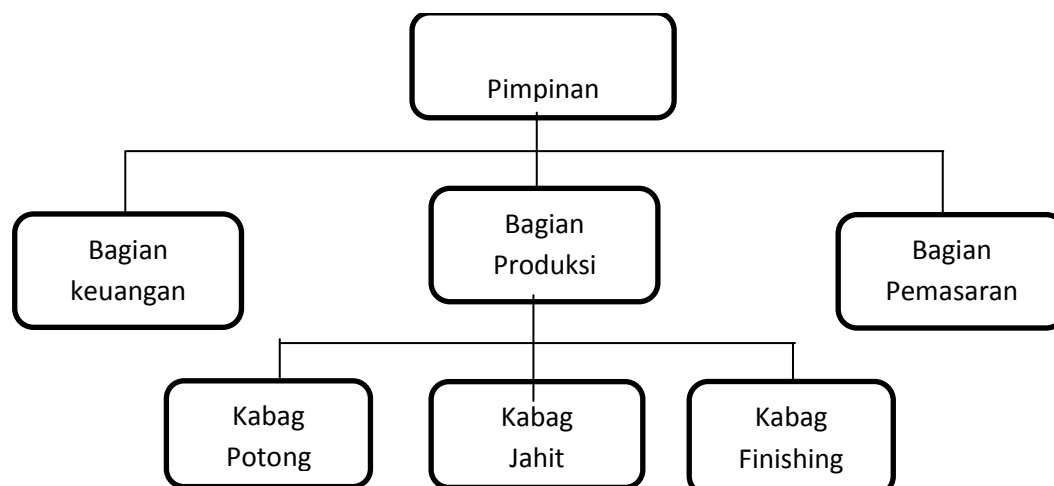 Pimpinan
Bagian
keuangan
Bagian
Produksi
Bagian
Pemasaran
Kabag
Potong
Kabag
Jahit
Kabag
Finishing